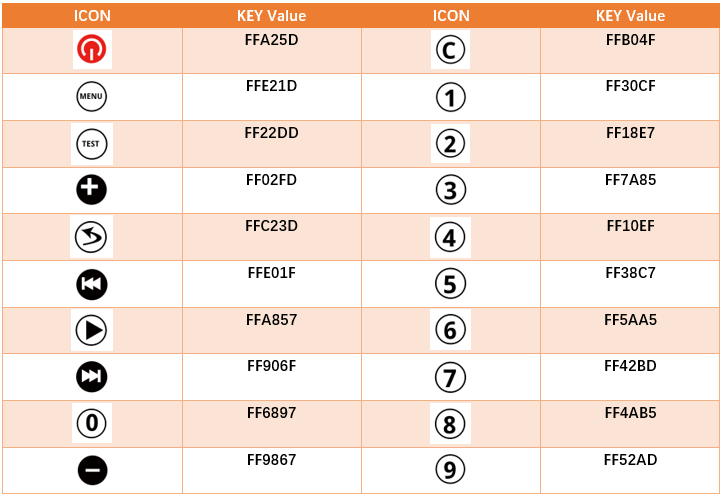 ICON KEY Value ICON KEY Value
FFA25D C FFB04F
MENU FFE21D 1 FF30CF
TEST FF22DD 2 FF18E7
+ FF02FD 3 FF7A85
FFC23D 4 FF10EF
FFE01F 5 FF38C7
FFA857 6 FF5AA5
FF906F 7 FF42BD
0 FF6897 8 FF4AB5
− FF9867 9 FF52AD